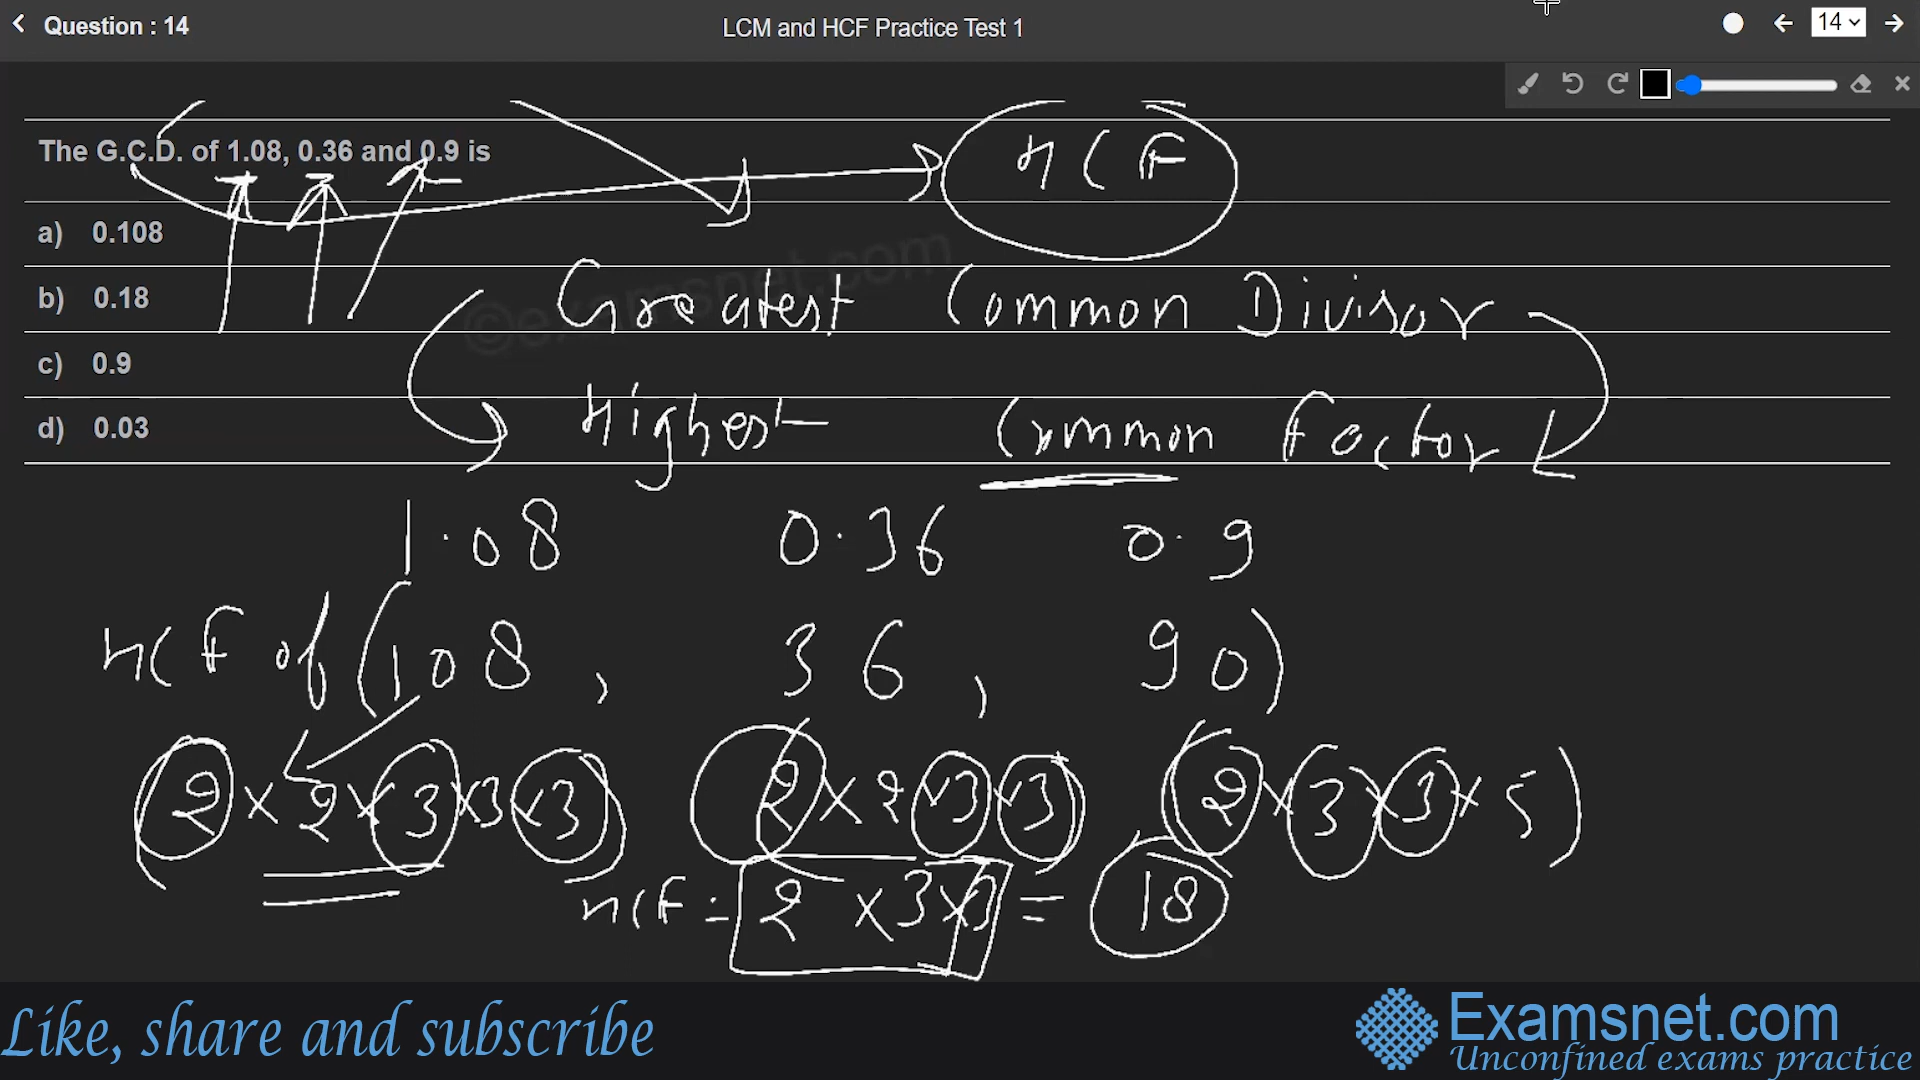 Question : 14
LCM and HCF Practice Test 1
14
The G.C.D. of 1.08, 0.36 and 0.9 is
HCF
a) 0.108
b) 0.18
c) 0.9
d) 0.03
©examsnet.com
Greatest Common Divisor
Highest Common Factor
1.08 0.36 0.9
HCF of (108, 36, 90)
(2×2×3×3×3) 2×2×3×3) (2×3×3×5)
HCF = 2×3×3 = 18
Like, share and subscribe
Examsnet.com
Unconfined exams practice